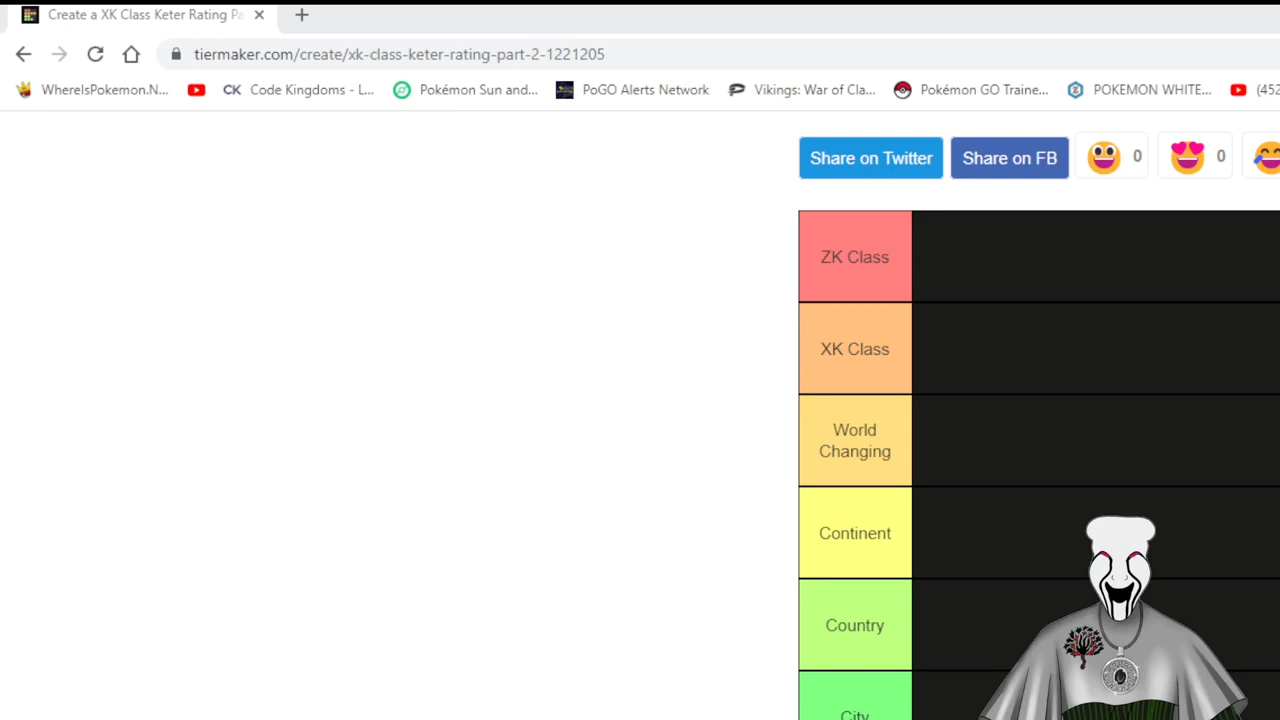 Create a XK Class Keter Rating Pa
tiermaker.com/create/xk-class-keter-rating-part-2-1221205
WhereIsPokemon.N... CK Code Kingdoms - L... Pokémon Sun and... PoGO Alerts Network Vikings: War of Cla... Pokémon GO Traine... POKEMON WHITE... (452
Share on Twitter Share on FB 0 0
ZK Class
XK Class
World
Changing
Continent
Country
City